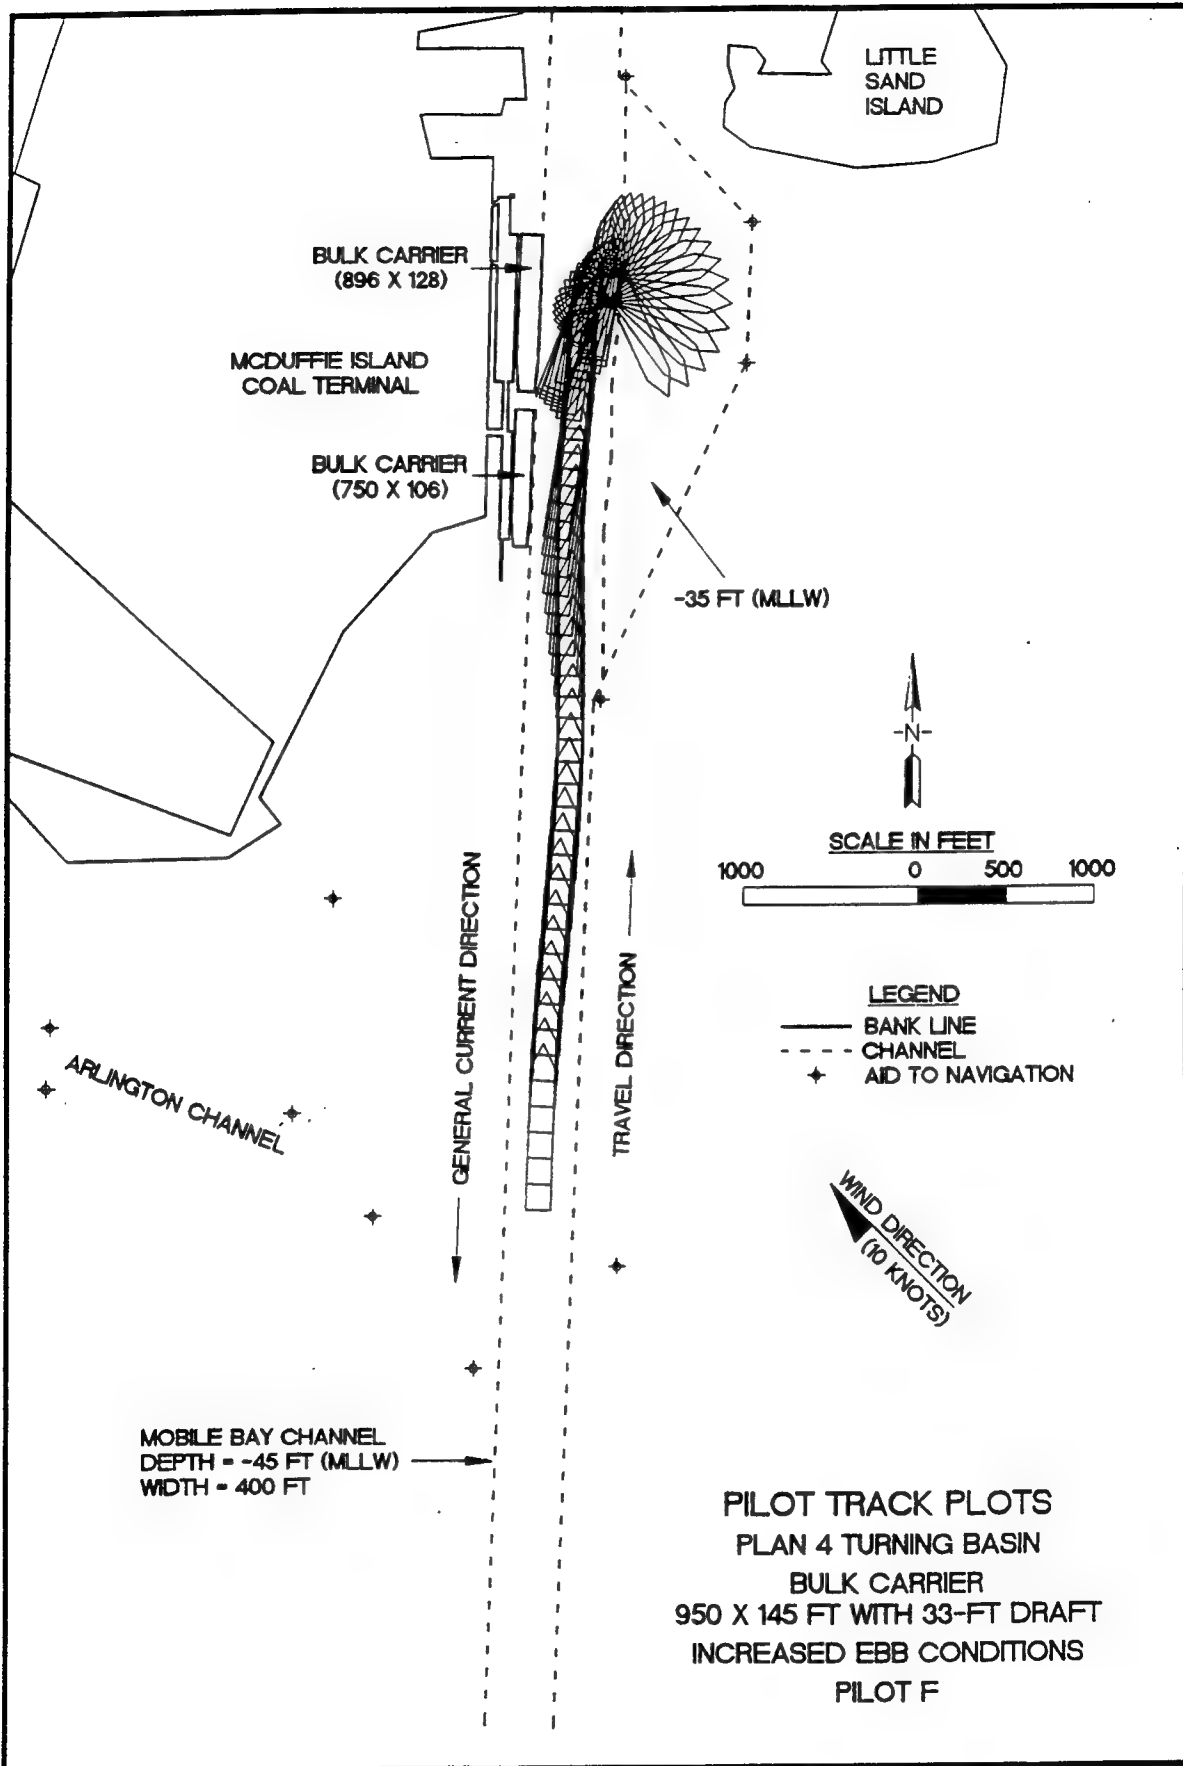 LITTLE
SAND
ISLAND
BULK CARRIER
(896 X 128)
MCDUFFIE ISLAND
COAL TERMINAL
BULK CARRIER
(750 X 106)
-35 FT (MLLW)
-N-
SCALE IN FEET
1000 0 500 1000
GENERAL CURRENT DIRECTION
TRAVEL DIRECTION
LEGEND
BANK LINE
CHANNEL
AID TO NAVIGATION
ARLINGTON CHANNEL
WIND DIRECTION
(10 KNOTS)
MOBILE BAY CHANNEL
DEPTH = -45 FT (MLLW)
WIDTH = 400 FT
PILOT TRACK PLOTS
PLAN 4 TURNING BASIN
BULK CARRIER
950 X 145 FT WITH 33-FT DRAFT
INCREASED EBB CONDITIONS
PILOT F